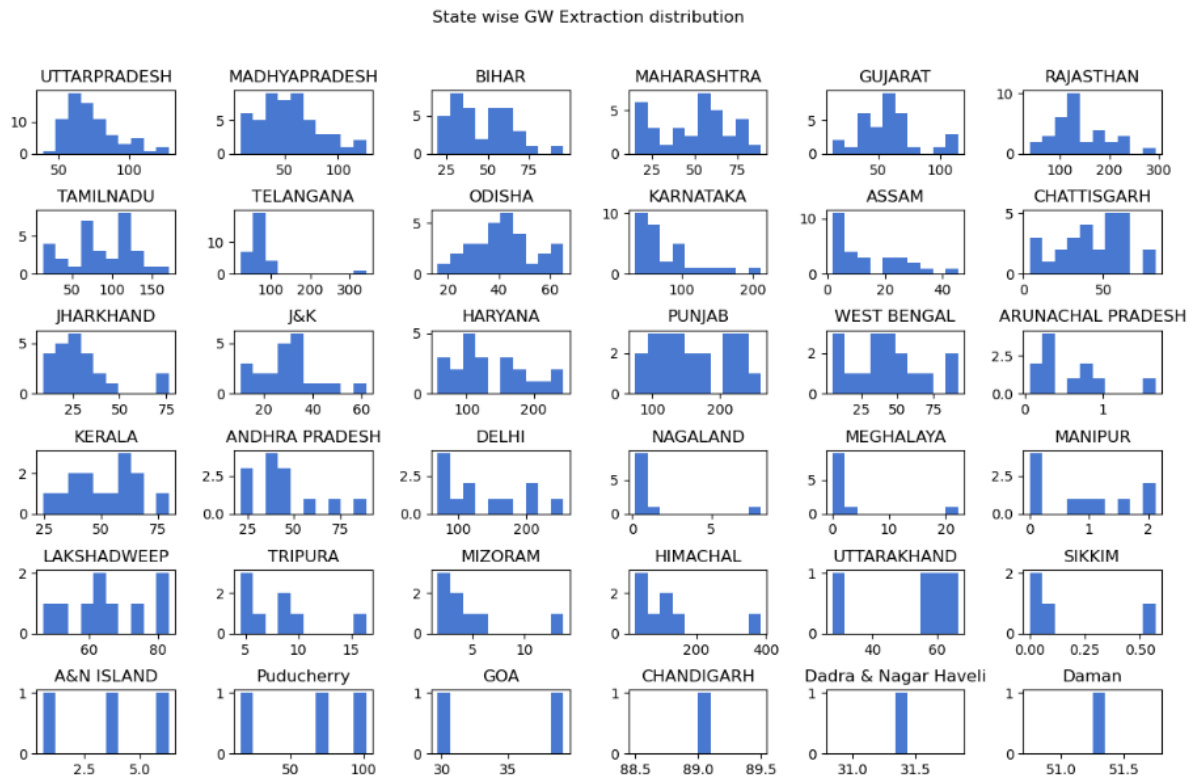 State wise GW Extraction distribution
UTTARPRADESH MADHYAPRADESH BIHAR MAHARASHTRA GUJARAT RAJASTHAN
10 0 50 100
5 0 50 100
5 0 25 50 75
5 0 25 50 75
5 0 50 100
10 5 0 100 200 300
TAMILNADU TELANGANA ODISHA KARNATAKA ASSAM CHATTISGARH
5 0 50 100 150
10 0 100 200 300
5 0 20 40 60
10 5 0 100 200
10 0 0 20 40
5 0 50
JHARKHAND J&K HARYANA PUNJAB WEST BENGAL ARUNACHAL PRADESH
5 0 25 50 75
5 0 20 40 60
5 0 100 200
2 0 100 200
2 0 25 50 75
2.5 0.0 0 1
KERALA ANDHRA PRADESH DELHI NAGALAND MEGHALAYA MANIPUR
2 0 25 50 75
2.5 0.0 25 50 75
2.5 0.0 100 200
5 0 0 5
5 0 0 10 20
2.5 0.0 0 1 2
LAKSHADWEEP TRIPURA MIZORAM HIMACHAL UTTARAKHAND SIKKIM
2 1 0 60 80
2 0 5 10 15
2 0 5 10
2 0 200 400
1 0 40 60
2 1 0 0.00 0.25 0.50
A&N ISLAND Puducherry GOA CHANDIGARH Dadra & Nagar Haveli Daman
1 0 2.5 5.0
1 0 50 100
1 0 30 35
1 0 88.5 89.0 89.5
1 0 31.0 31.5
1 0 51.0 51.5